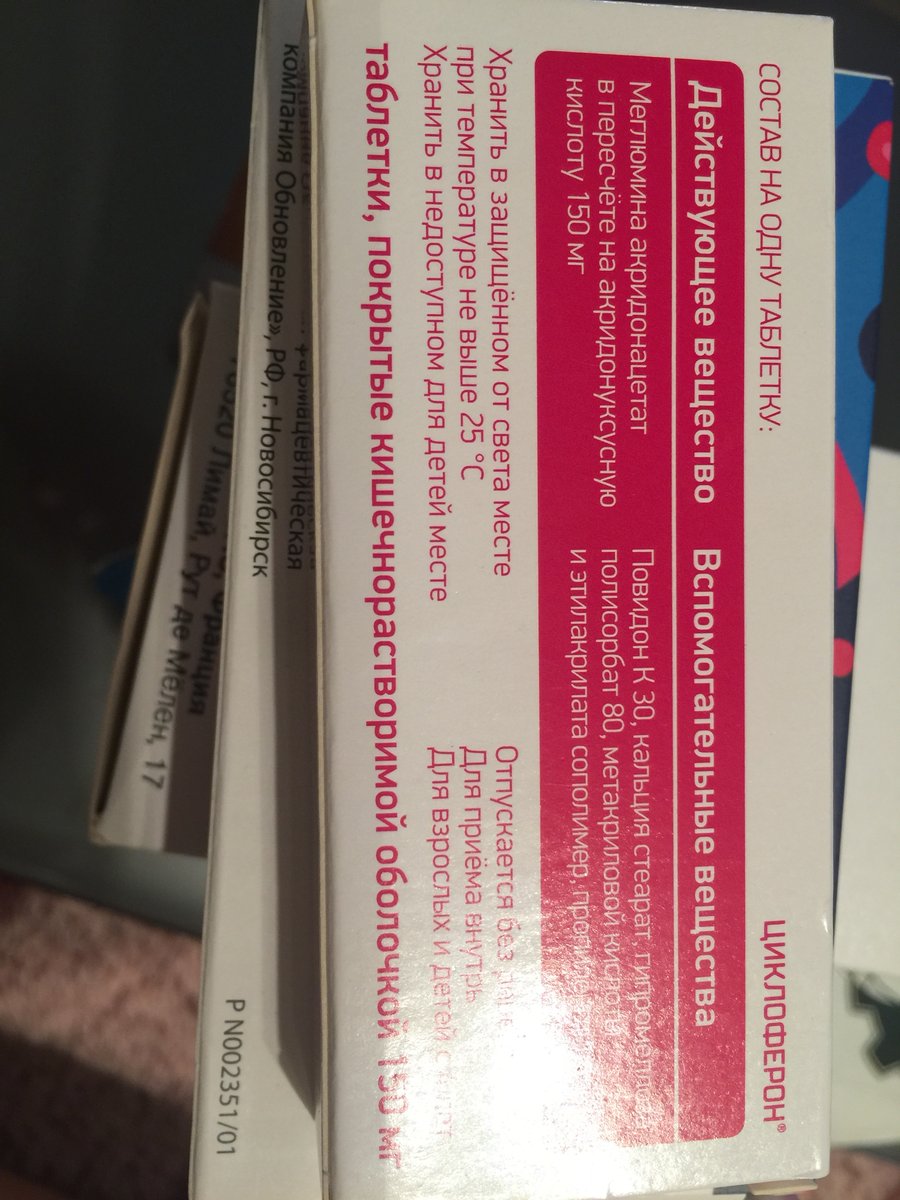 СОСТАВ НА ОДНУ ТАБЛЕТКУ:
ЦИКЛОФЕРОН®
Действующее вещество
Меглюмина акридонацетат
в пересчёте на акридонуксусную
кислоту 150 мг
Вспомогательные вещества
Повидон К 30, кальция стеарат,
полисорбат 80, метакриловой кислоты
и этилакрилата сополимер,
Хранить в защищённом от света месте
при температуре не выше 25 °С
Хранить в недоступном для детей месте
Отпускается без
Для приёма внутрь
Для взрослых и детей с
таблетки, покрытые кишечнорастворимой оболочкой 150 мг
фармацевтическая
компания Обновление», РФ, г. Новосибирск
Р N002351/01
Франция
Лимай, Рут де Мёлен, 17